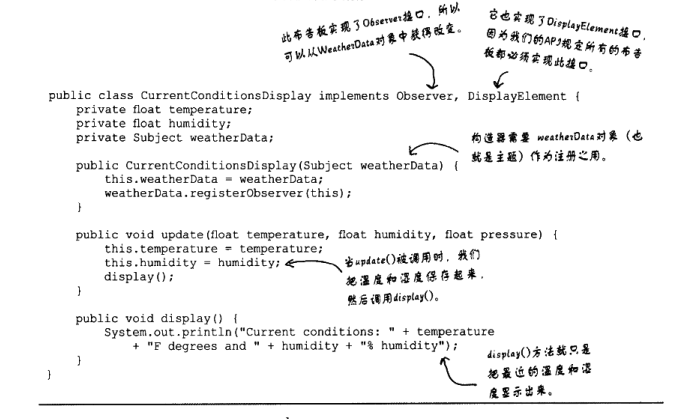 此布告板实现了Observer接口，所以
可以从WeatherData对象中获得改变。
它也实现了DisplayElement接口，
因为我们的API规定所有的布告
板都必须实现此接口。
public class CurrentConditionsDisplay implements Observer, DisplayElement {
    private float temperature;
    private float humidity;
    private Subject weatherData;
构造器需要 weatherData对象（也
就是主题）作为注册之用。
    public CurrentConditionsDisplay(Subject weatherData) {
        this.weatherData = weatherData;
        weatherData.registerObserver(this);
    }
    public void update(float temperature, float humidity, float pressure) {
        this.temperature = temperature;
        this.humidity = humidity;
        display();
    }
当update()被调用时，我们
把温度和湿度保存起来，
然后调用display()。
    public void display() {
        System.out.println("Current conditions: " + temperature
            + "F degrees and " + humidity + "% humidity");
    }
}
display()方法就只是
把最近的温度和湿
度显示出来。